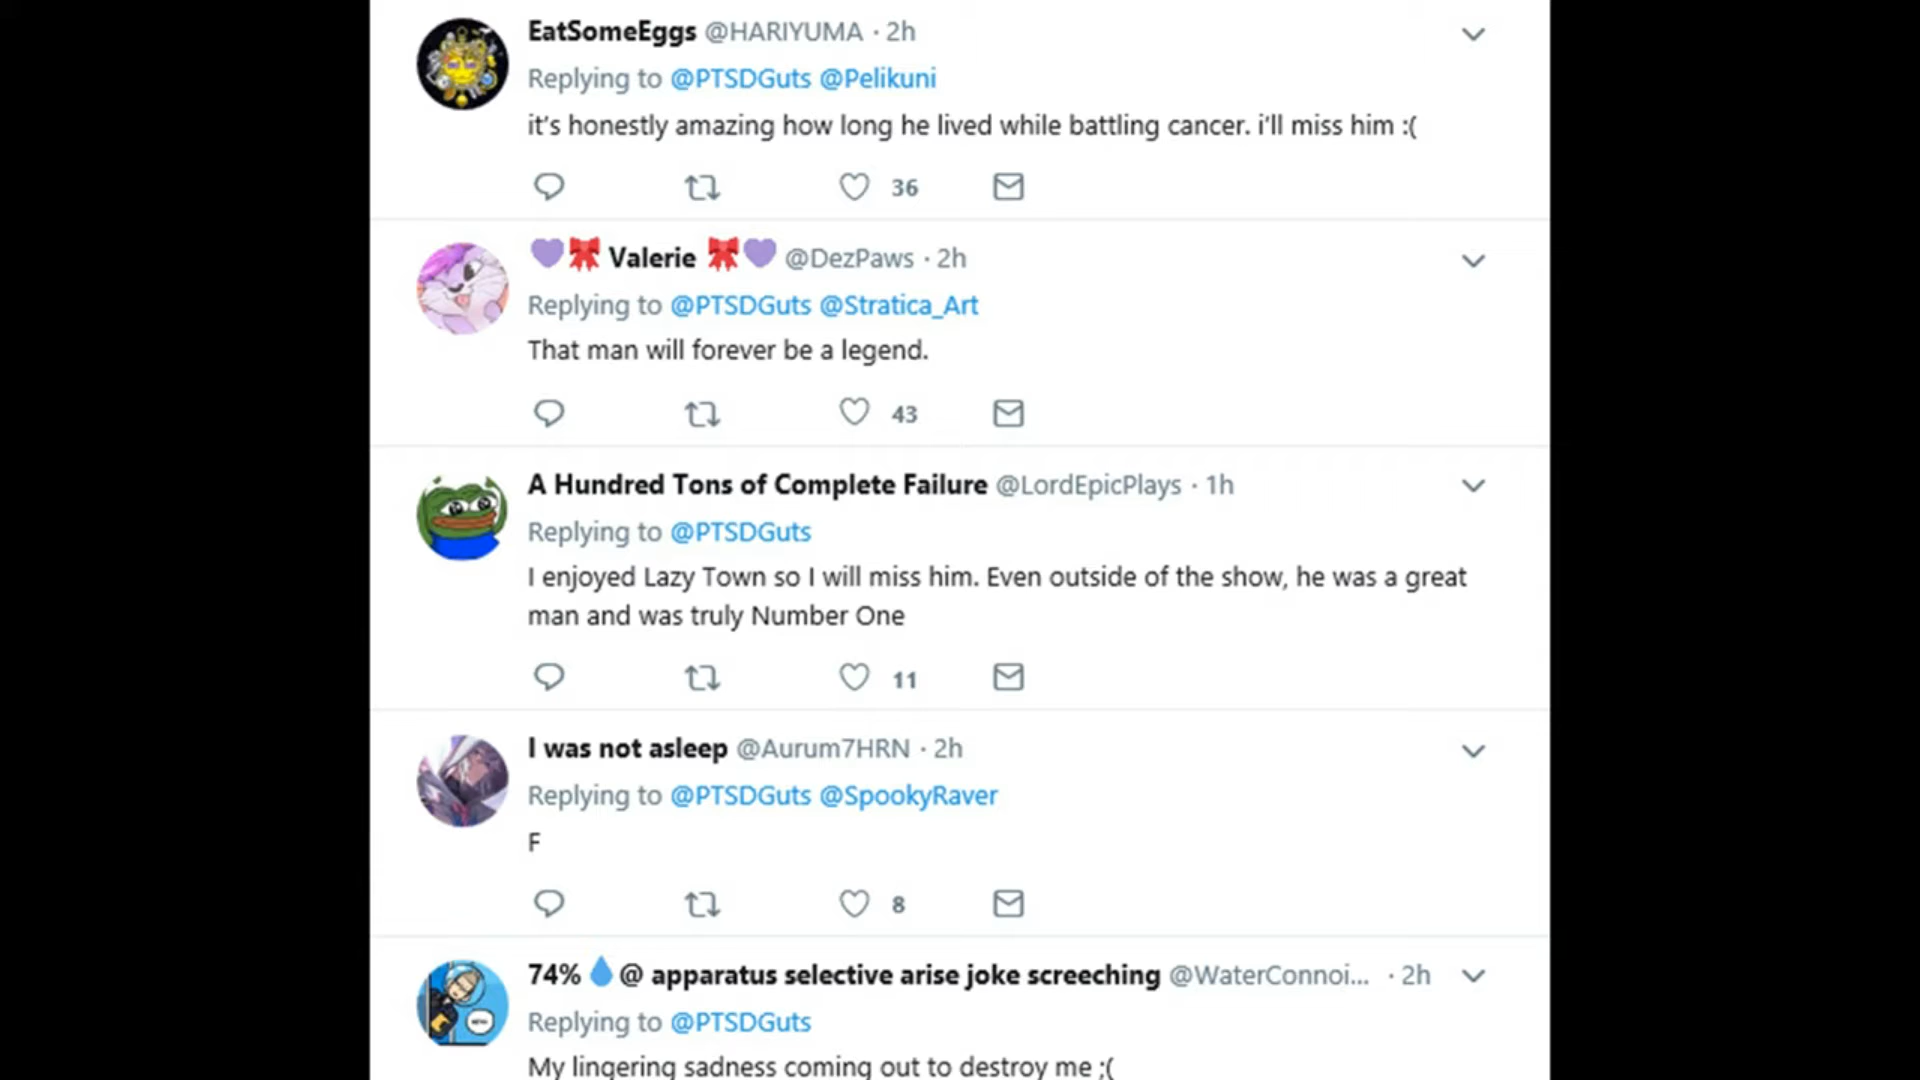 EatSomeEggs @HARIYUMA · 2h
Replying to @PTSDGuts @Pelikuni
it's honestly amazing how long he lived while battling cancer. i'll miss him :(
36
💜🎀 Valerie 🎀💜 @DezPaws · 2h
Replying to @PTSDGuts @Stratica_Art
That man will forever be a legend.
43
A Hundred Tons of Complete Failure @LordEpicPlays · 1h
Replying to @PTSDGuts
I enjoyed Lazy Town so I will miss him. Even outside of the show, he was a great
man and was truly Number One
11
I was not asleep @Aurum7HRN · 2h
Replying to @PTSDGuts @SpookyRaver
F
8
74% 💧@ apparatus selective arise joke screeching @WaterConnoi... · 2h
Replying to @PTSDGuts
My lingering sadness coming out to destroy me ;(